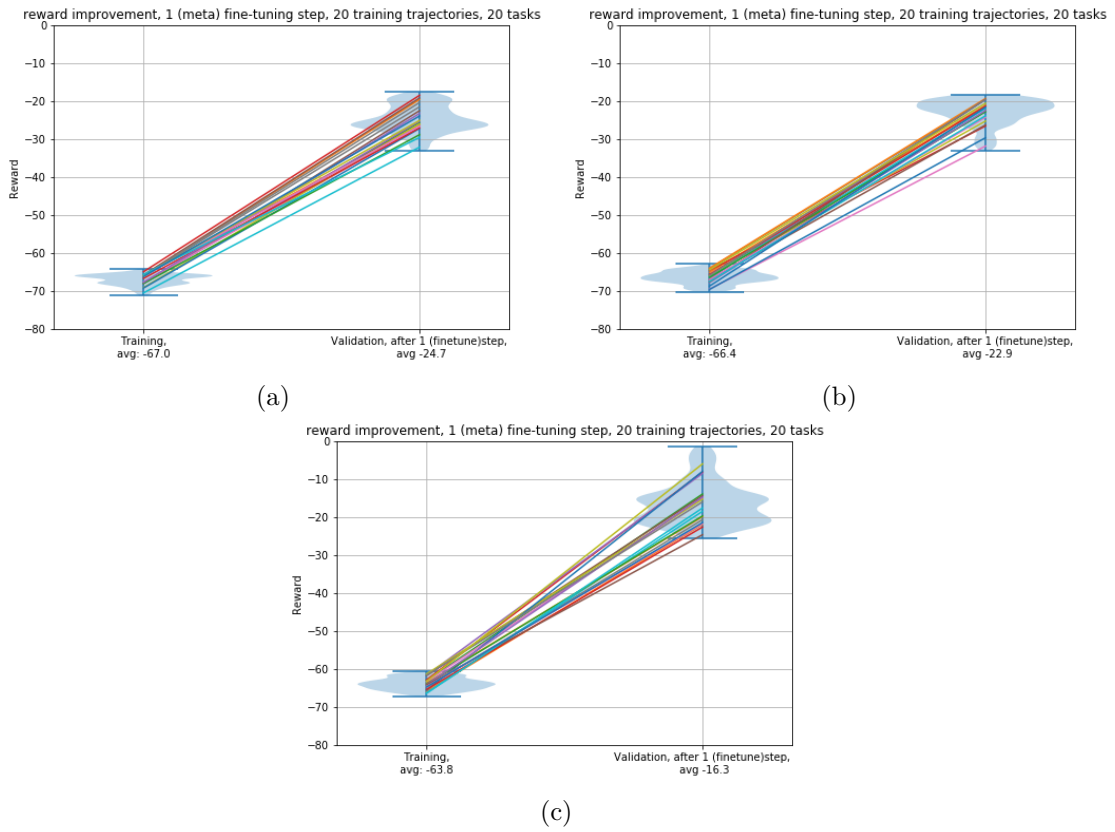 reward improvement, 1 (meta) fine-tuning step, 20 training trajectories, 20 tasks
0
−10
−20
−30
−40
−50
−60
−70
−80
Reward
Training,
avg: -67.0
Validation, after 1 (finetune)step,
avg -24.7
(a)
reward improvement, 1 (meta) fine-tuning step, 20 training trajectories, 20 tasks
0
−10
−20
−30
−40
−50
−60
−70
−80
Reward
Training,
avg: -66.4
Validation, after 1 (finetune)step,
avg -22.9
(b)
reward improvement, 1 (meta) fine-tuning step, 20 training trajectories, 20 tasks
0
−10
−20
−30
−40
−50
−60
−70
−80
Reward
Training,
avg: -63.8
Validation, after 1 (finetune)step,
avg -16.3
(c)